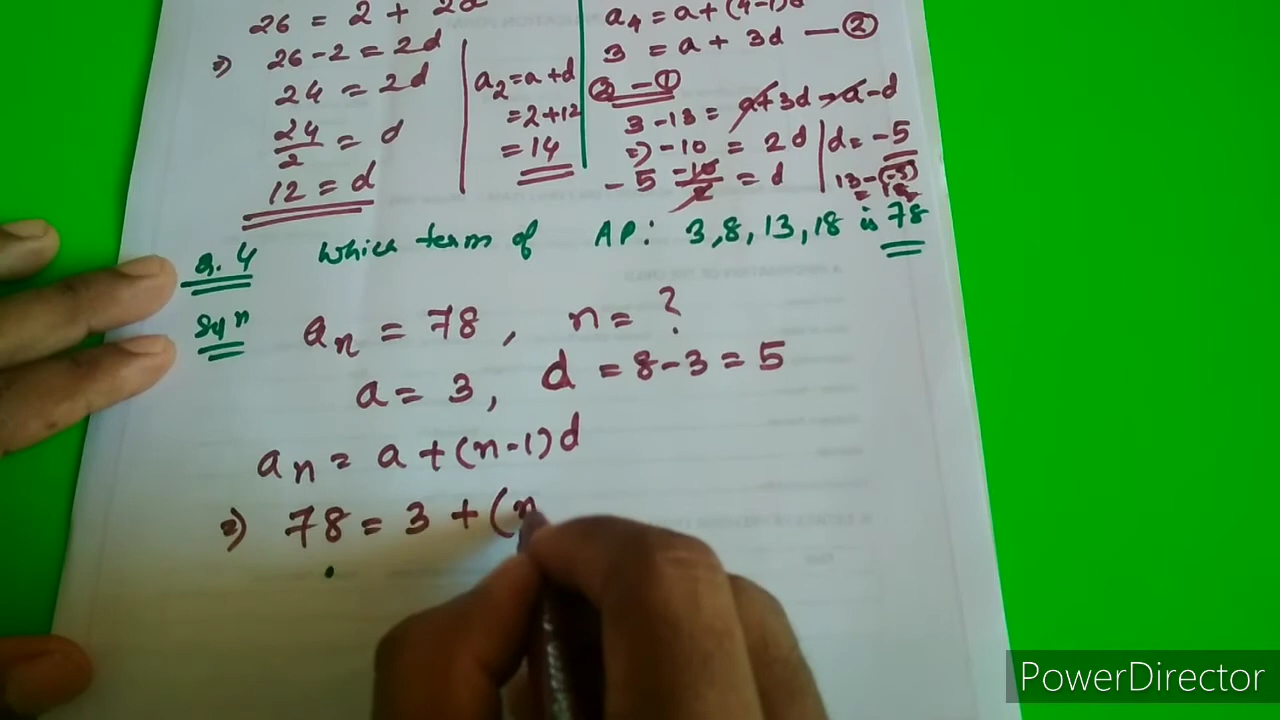 26 = 2 + 2d
⇒ 26-2 = 2d
24 = 2d
24/2 = d
12 = d
a₂ = a+d
= 2+12
= 14
a₄ = a+(4-1)d
3 = a + 3d — ②
② - ①
3 - 13 = a+3d-a-d
⇒ -10 = 2d
-5 -10/2 = d
d = -5
Q. 4 Which term of AP: 3,8,13,18 is 78
Solⁿ aₙ = 78, n = ?
a = 3, d = 8-3 = 5
aₙ = a + (n-1)d
⇒ 78 = 3 + (n
PowerDirector